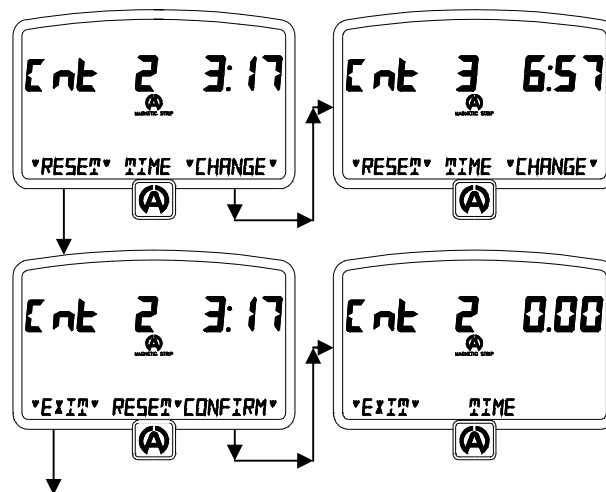 Cnt 2 3:17
MAGNETIC STRIP
"RESET" TIME "CHANGE"
A
Cnt 3 6:57
MAGNETIC STRIP
"RESET" TIME "CHANGE"
A
Cnt 2 3:17
MAGNETIC STRIP
"EXIT" RESET "CONFIRM"
A
Cnt 2 0.00
MAGNETIC STRIP
"EXIT" TIME
A